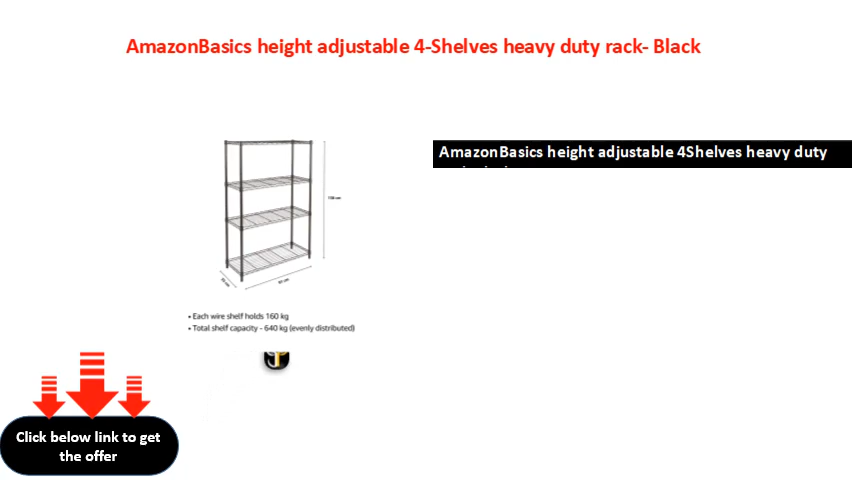 AmazonBasics height adjustable 4-Shelves heavy duty rack- Black
AmazonBasics height adjustable 4Shelves heavy duty
• Each wire shelf holds 160 kg
• Total shelf capacity - 640 kg (evenly distributed)
Click below link to get
the offer